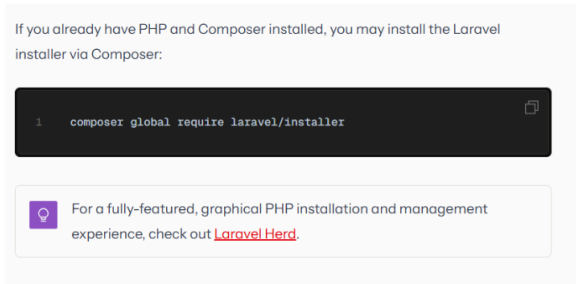 If you already have PHP and Composer installed, you may install the Laravel
installer via Composer:
1 composer global require laravel/installer
For a fully-featured, graphical PHP installation and management
experience, check out Laravel Herd.